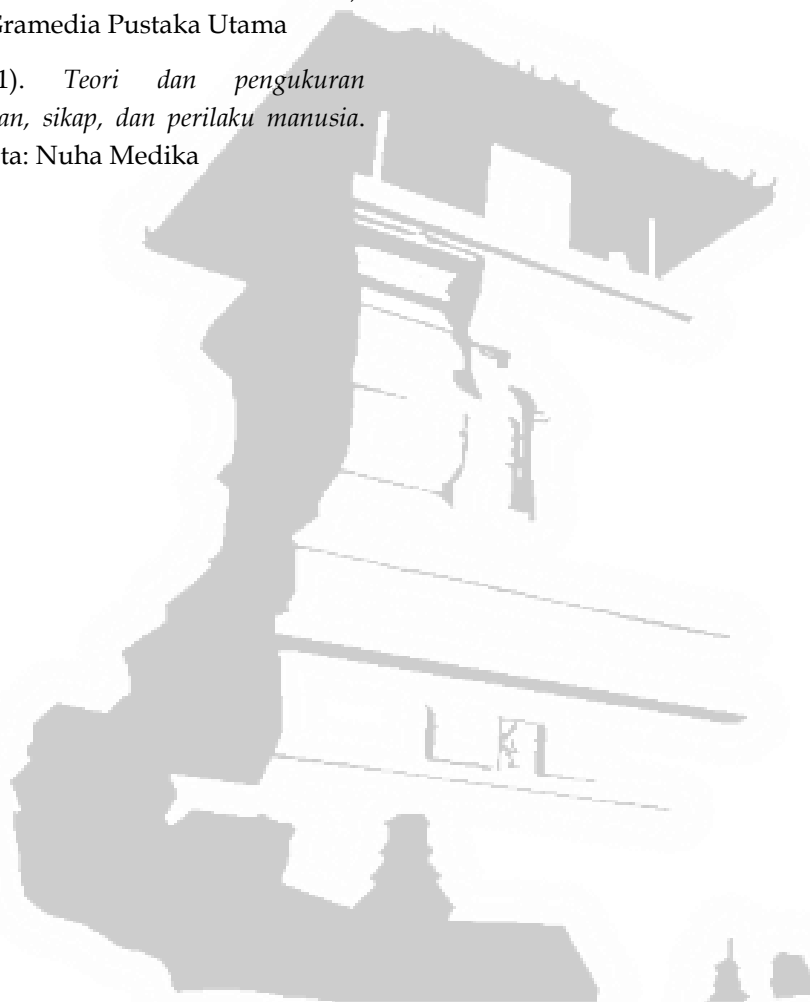 Gramedia Pustaka Utama
1). Teori dan pengukuran
an, sikap, dan perilaku manusia.
ta: Nuha Medika